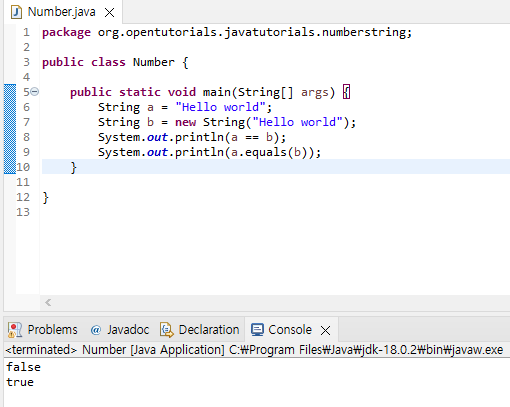 Number.java
1 package org.opentutorials.javatutorials.numberstring;
2
3 public class Number {
4
5 public static void main(String[] args) {
6 String a = "Hello world";
7 String b = new String("Hello world");
8 System.out.println(a == b);
9 System.out.println(a.equals(b));
10 }
11
12 }
13
Problems @ Javadoc Declaration Console
<terminated> Number [Java Application] C:₩Program Files₩Java₩jdk-18.0.2₩bin₩javaw.exe
false
true